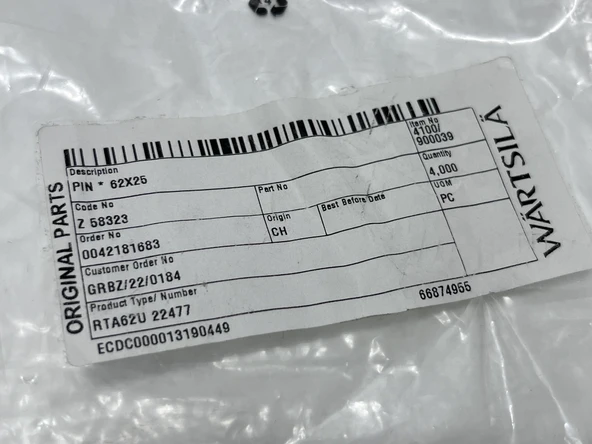 ORIGINAL PARTS
Description
PIN * 62X25
Item No
4100/
900039
Code No
Z 58323
Part No
Quantity
4,000
Order No
0042181683
Origin
CH
Best Before Date
UOM
PC
Customer Order No
GRBZ/22/0184
Product Type/ Number
RTA62U 22477
66874955
ECDC000013190449
WARTSILÄ